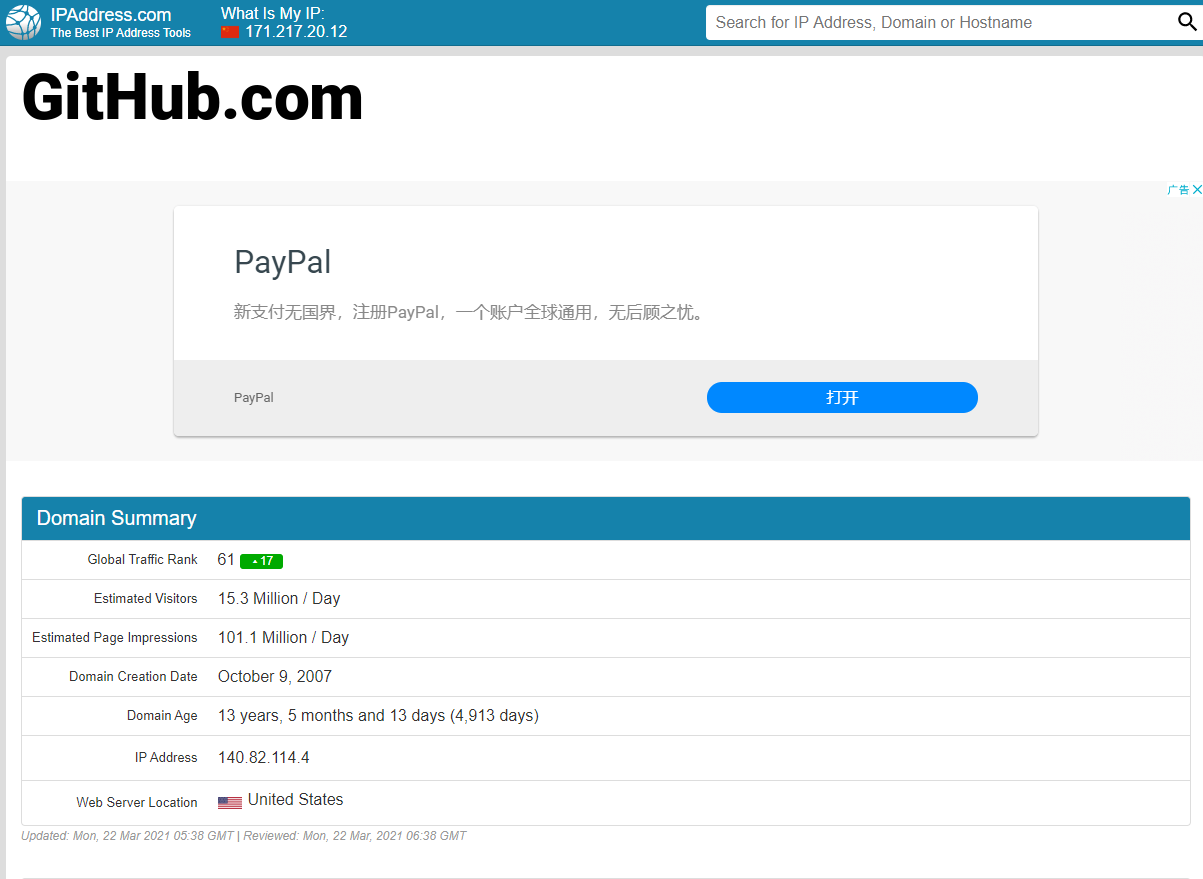 IPAddress.com
The Best IP Address Tools
What Is My IP:
171.217.20.12
Search for IP Address, Domain or Hostname
GitHub.com
广告
PayPal
新支付无国界，注册PayPal，一个账户全球通用，无后顾之忧。
PayPal
打开
Domain Summary
Global Traffic Rank 61 17
Estimated Visitors 15.3 Million / Day
Estimated Page Impressions 101.1 Million / Day
Domain Creation Date October 9, 2007
Domain Age 13 years, 5 months and 13 days (4,913 days)
IP Address 140.82.114.4
Web Server Location United States
Updated: Mon, 22 Mar 2021 05:38 GMT | Reviewed: Mon, 22 Mar, 2021 06:38 GMT